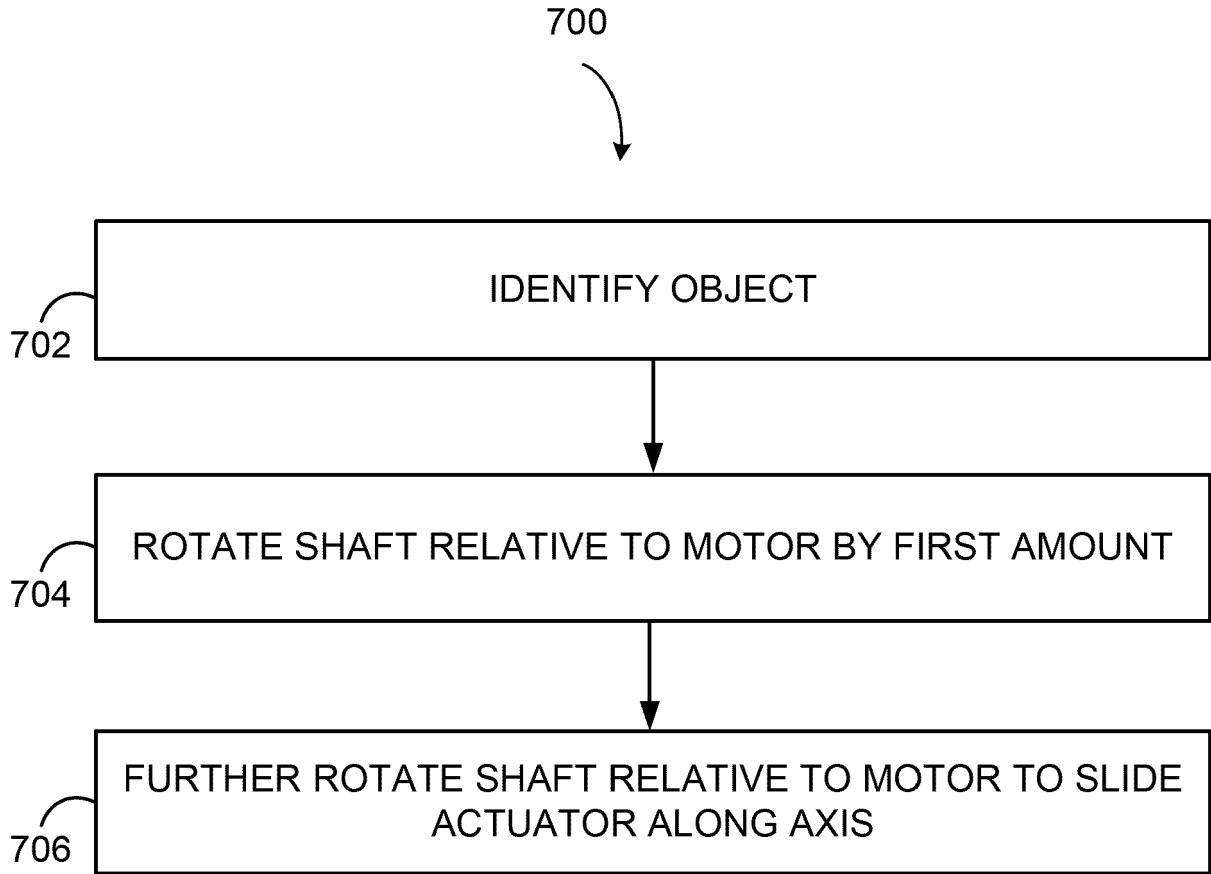 700
IDENTIFY OBJECT
702
ROTATE SHAFT RELATIVE TO MOTOR BY FIRST AMOUNT
704
FURTHER ROTATE SHAFT RELATIVE TO MOTOR TO SLIDE
ACTUATOR ALONG AXIS
706